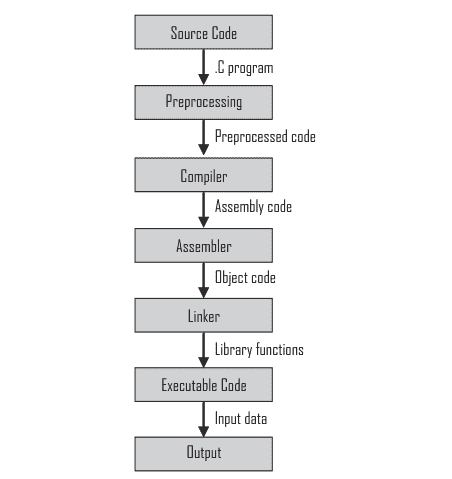 Source Code
.C program
Preprocessing
Preprocessed code
Compiler
Assembly code
Assembler
Object code
Linker
Library functions
Executable Code
Input data
Output